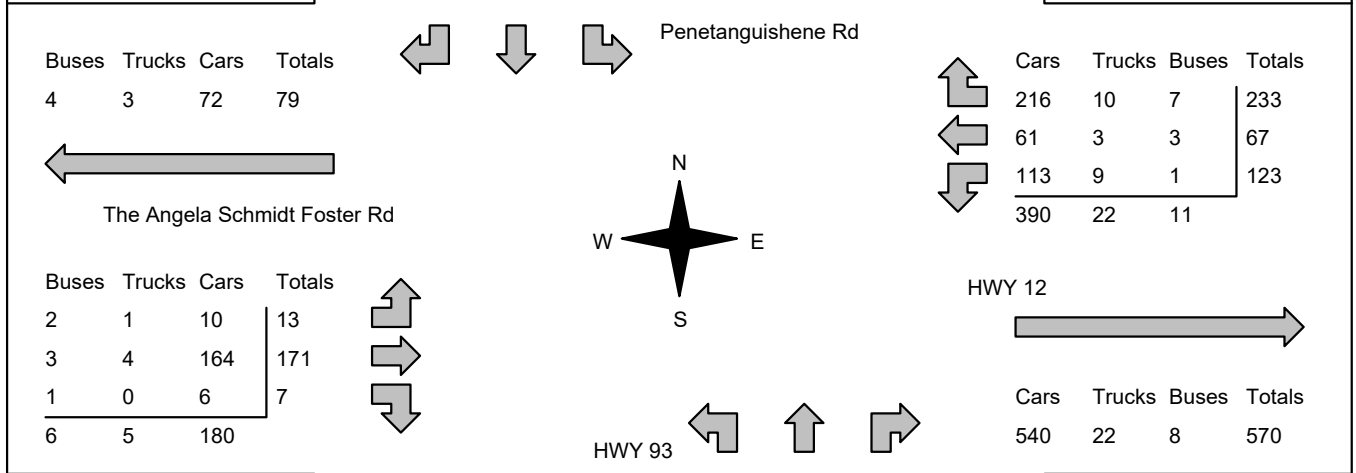 Penetanguishene Rd
Buses Trucks Cars Totals
4 3 72 79
The Angela Schmidt Foster Rd
Buses Trucks Cars Totals
2 1 10 13
3 4 164 171
1 0 6 7
6 5 180
N
W E
S
Cars Trucks Buses Totals
216 10 7 233
61 3 3 67
113 9 1 123
390 22 11
HWY 12
Cars Trucks Buses Totals
540 22 8 570
HWY 93